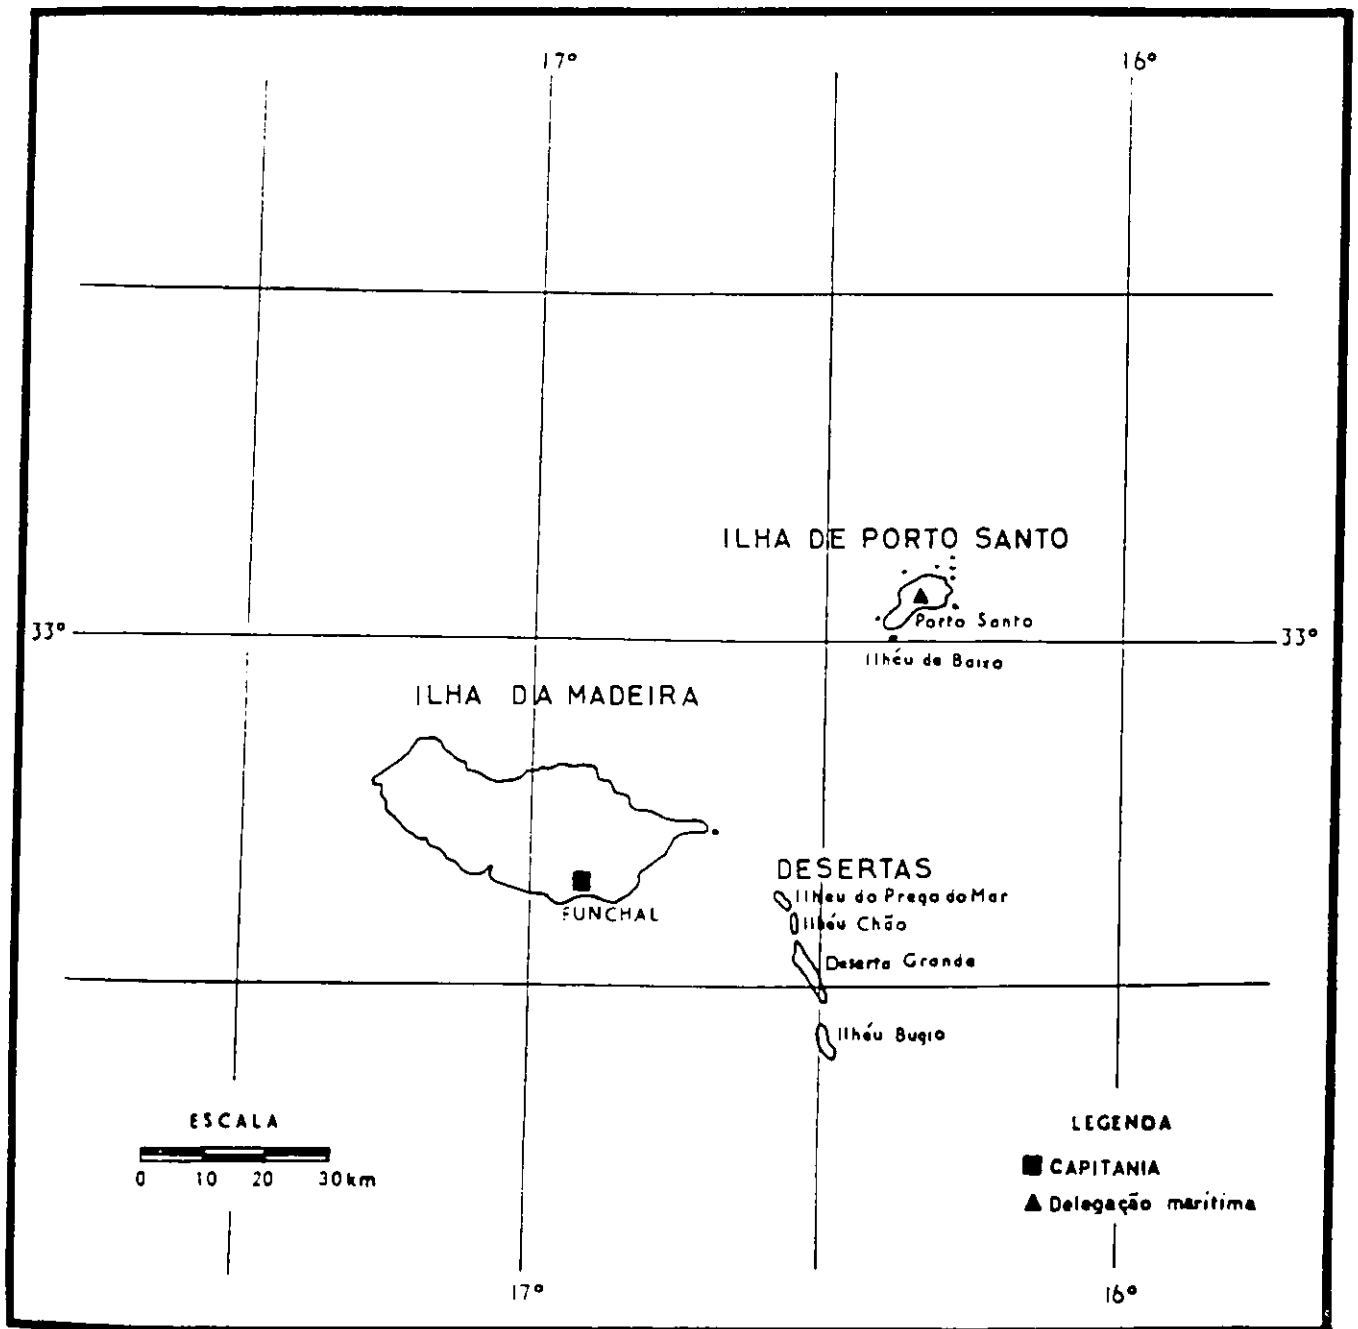 17° 16°
ILHA DE PORTO SANTO
Porto Santo
33° 33°
Ilhéu de Baixo
ILHA DA MADEIRA
DESERTAS
Ilheu do Prego do Mar
FUNCHAL
Ilhéu Chão
Deserta Grande
Ilhéu Bugio
ESCALA
0 10 20 30km
LEGENDA
CAPITANIA
Delegação marítima
17° 16°